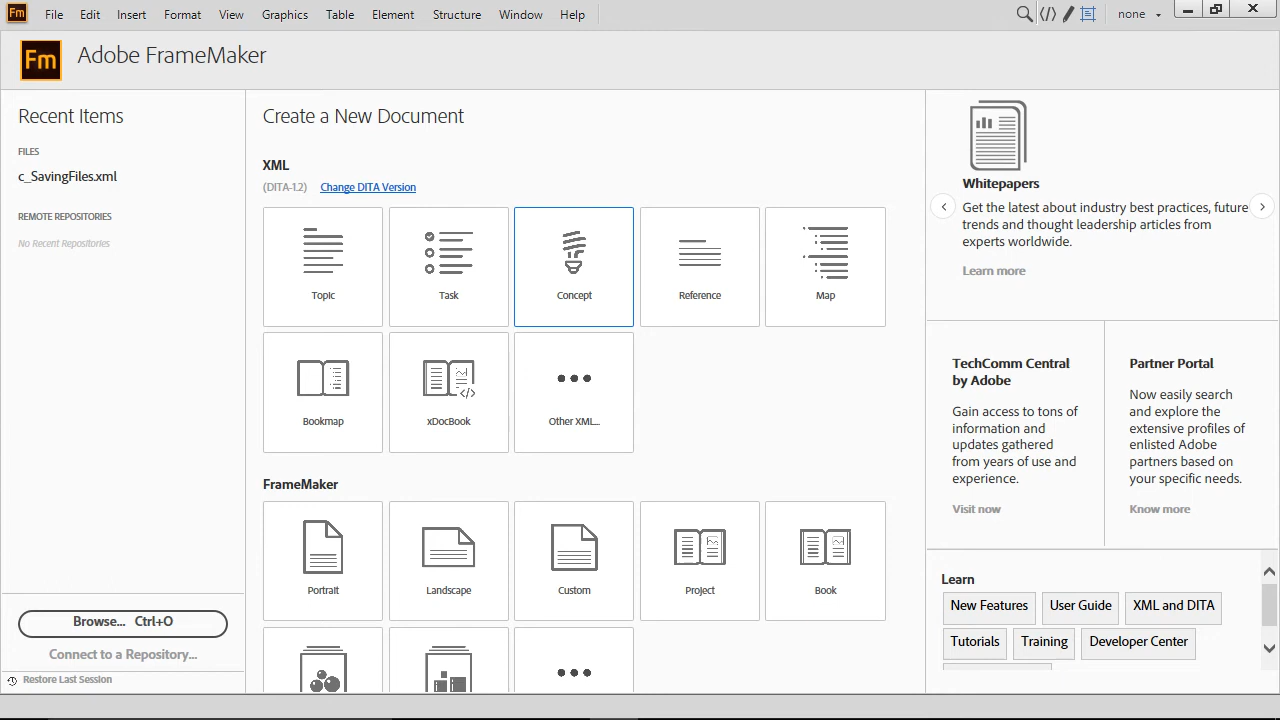 Fm File Edit Insert Format View Graphics Table Element Structure Window Help none
Fm Adobe FrameMaker
Recent Items
FILES
c_SavingFiles.xml
REMOTE REPOSITORIES
No Recent Repositories
Browse... Ctrl+O
Connect to a Repository...
Restore Last Session
Create a New Document
XML
(DITA-1.2) Change DITA Version
Topic Task Concept Reference Map
Bookmap xDocBook Other XML...
FrameMaker
Portrait Landscape Custom Project Book
Whitepapers
Get the latest about industry best practices, future
trends and thought leadership articles from
experts worldwide.
Learn more
TechComm Central
by Adobe
Gain access to tons of
information and
updates gathered
from years of use and
experience.
Visit now
Partner Portal
Now easily search
and explore the
extensive profiles of
enlisted Adobe
partners based on
your specific needs.
Know more
Learn
New Features User Guide XML and DITA
Tutorials Training Developer Center